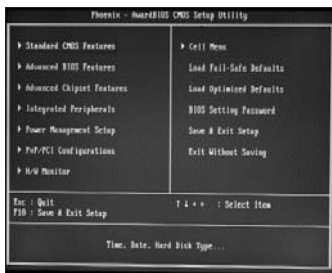 Phoenix - AwardBIOS CMOS Setup Utility
Standard CMOS Features
Advanced BIOS Features
Advanced Chipset Features
Integrated Peripherals
Power Management Setup
PnP/PCI Configurations
H/W Monitor
Cell Menu
Load Fail-Safe Defaults
Load Optimized Defaults
BIOS Setting Password
Save & Exit Setup
Exit Without Saving
Esc : Quit
F10 : Save & Exit Setup
↑ ↓ → ← : Select Item
Time, Date, Hard Disk Type...